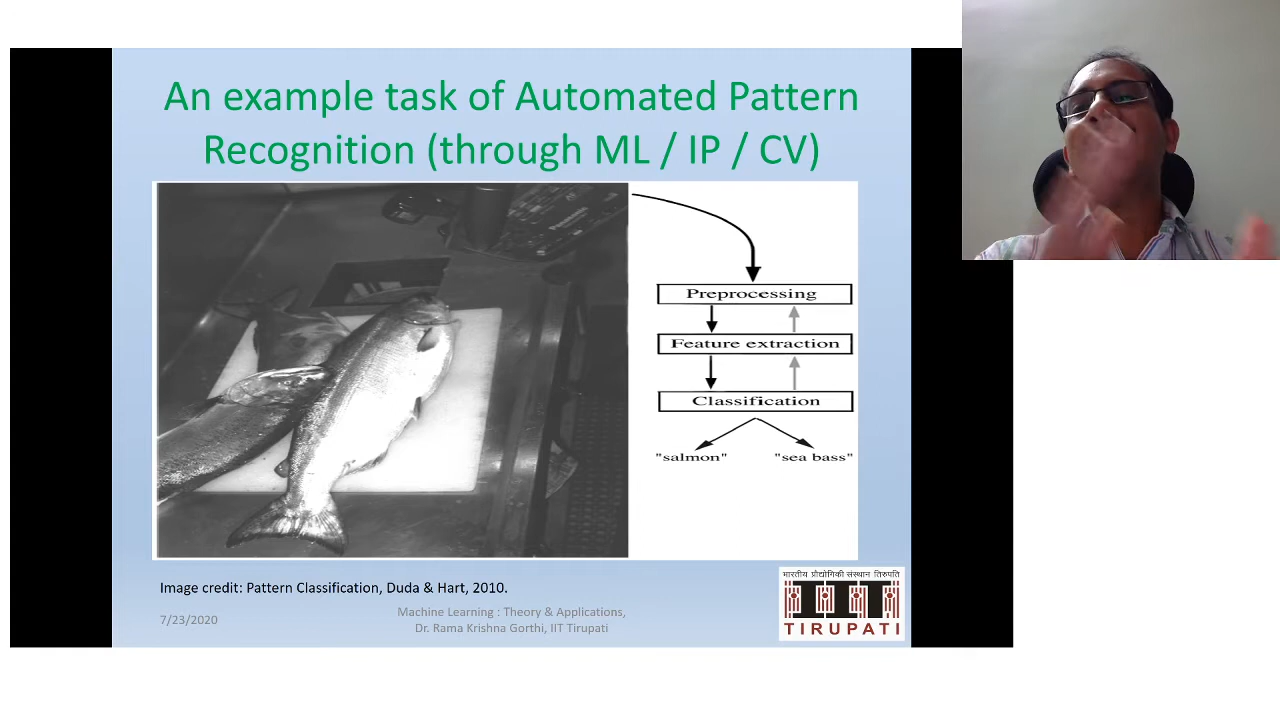 An example task of Automated Pattern
Recognition (through ML / IP / CV)
Preprocessing
Feature extraction
Classification
"salmon"
"sea bass"
Image credit: Pattern Classification, Duda & Hart, 2010.
7/23/2020
Machine Learning : Theory & Applications,
Dr. Rama Krishna Gorthi, IIT Tirupati
भारतीय प्रौद्योगिकी संस्थान तिरुपति
IIT
TIRUPATI